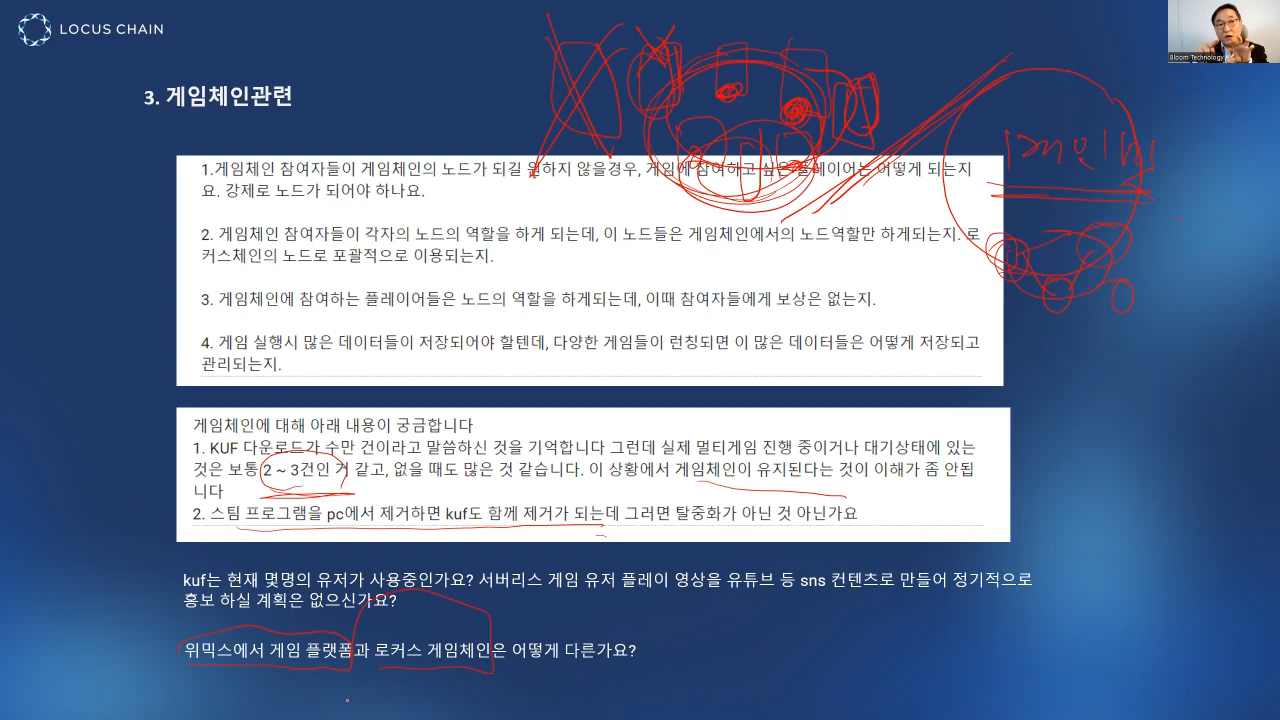 LOCUS CHAIN
Bloom Technology
3. 게임체인관련
1.게임체인 참여자들이 게임체인의 노드가 되길 원하지 않을경우, 게임에 참여하고 싶은 플레이어는 어떻게 되는지
요. 강제로 노드가 되어야 하나요.
2. 게임체인 참여자들이 각자의 노드의 역할을 하게 되는데, 이 노드들은 게임체인에서의 노드역할만 하게되는지. 로
커스체인의 노드로 포괄적으로 이용되는지.
3. 게임체인에 참여하는 플레이어들은 노드의 역할을 하게되는데, 이때 참여자들에게 보상은 없는지.
4. 게임 실행시 많은 데이터들이 저장되어야 할텐데, 다양한 게임들이 런칭되면 이 많은 데이터들은 어떻게 저장되고
관리되는지.
게임체인에 대해 아래 내용이 궁금합니다
1. KUF 다운로드가 수만 건이라고 말씀하신 것을 기억합니다 그런데 실제 멀티게임 진행 중이거나 대기상태에 있는
것은 보통 2 ~ 3건인 거 같고, 없을 때도 많은 것 같습니다. 이 상황에서 게임체인이 유지된다는 것이 이해가 좀 안됩
니다
2. 스팀 프로그램을 pc에서 제거하면 kuf도 함께 제거가 되는데 그러면 탈중화가 아닌 것 아닌가요
kuf는 현재 몇명의 유저가 사용중인가요? 서버리스 게임 유저 플레이 영상을 유튜브 등 sns 컨텐츠로 만들어 정기적으로
홍보 하실 계획은 없으신가요?
위믹스에서 게임 플랫폼과 로커스 게임체인은 어떻게 다른가요?